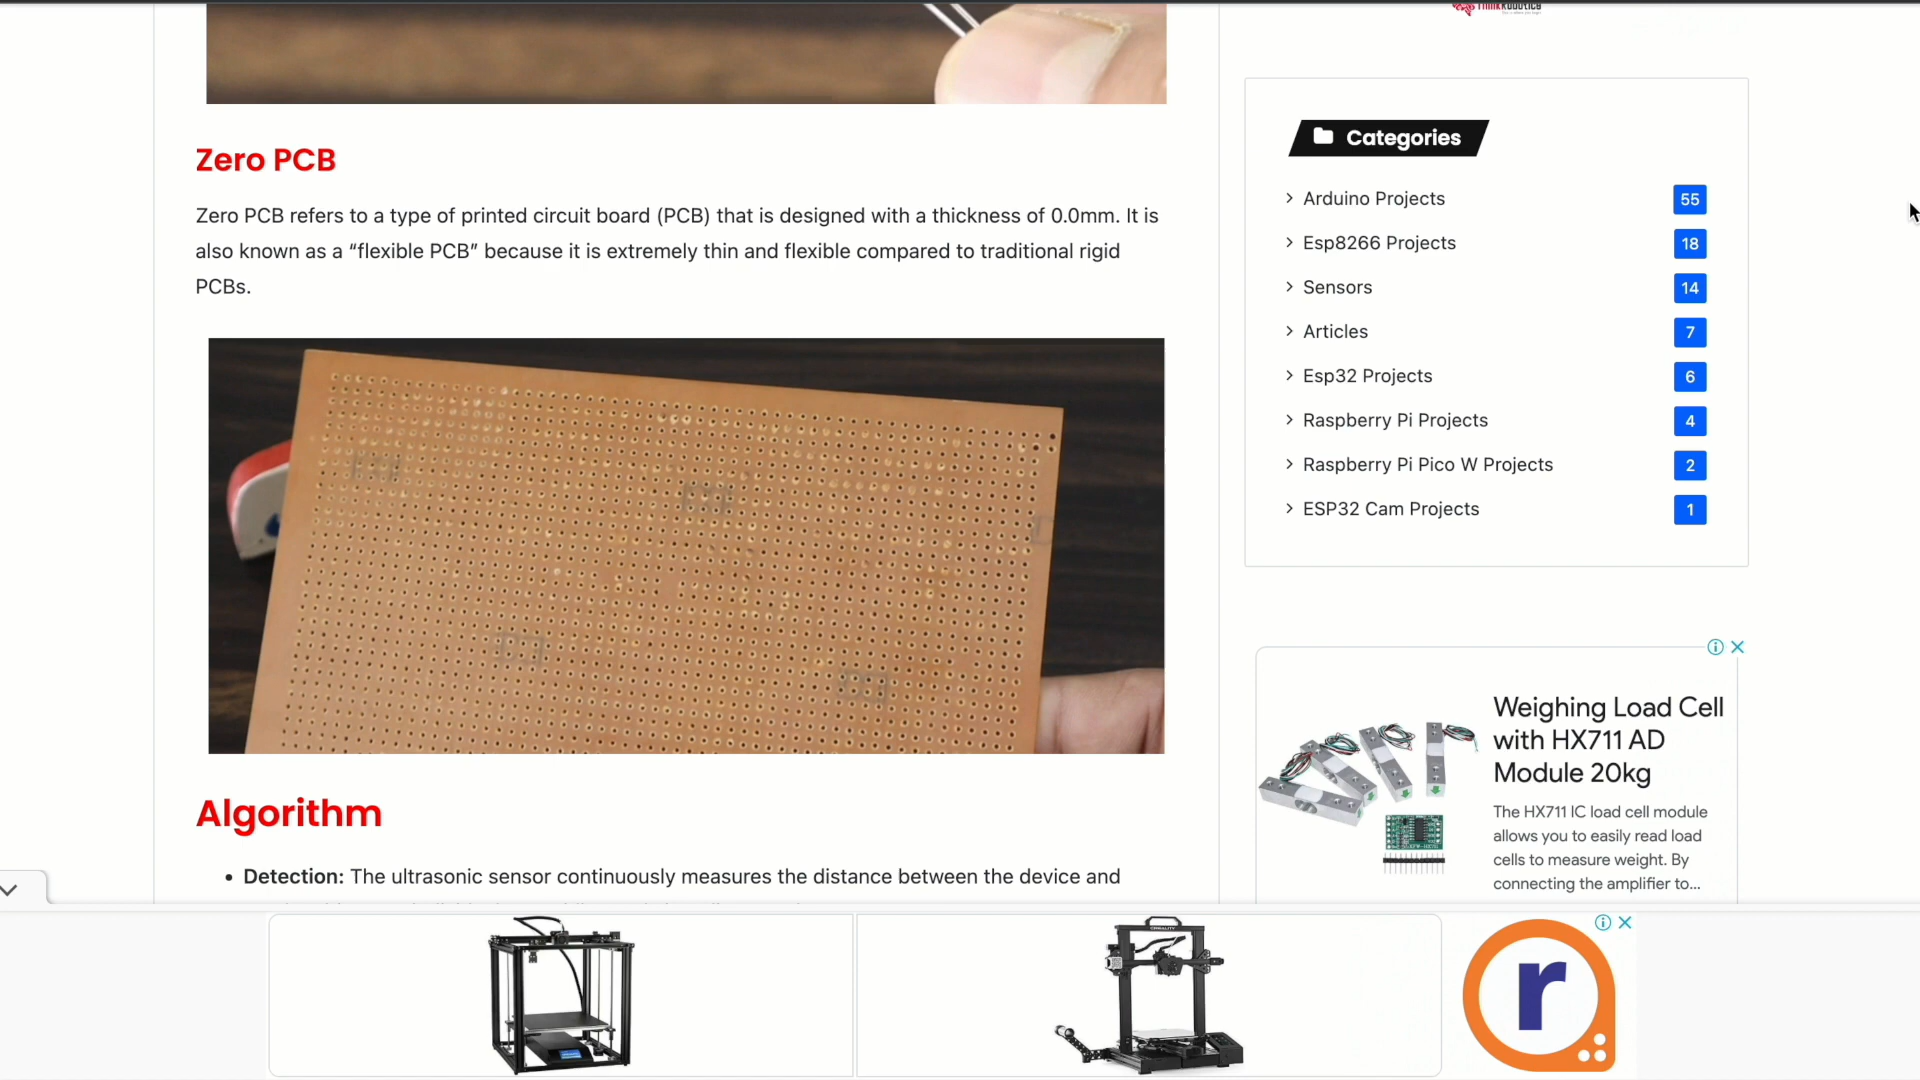 ThinkRobotics
Zero PCB
Zero PCB refers to a type of printed circuit board (PCB) that is designed with a thickness of 0.0mm. It is
also known as a “flexible PCB” because it is extremely thin and flexible compared to traditional rigid
PCBs.
Algorithm
• Detection: The ultrasonic sensor continuously measures the distance between the device and
Categories
Arduino Projects 55
Esp8266 Projects 18
Sensors 14
Articles 7
Esp32 Projects 6
Raspberry Pi Projects 4
Raspberry Pi Pico W Projects 2
ESP32 Cam Projects 1
Weighing Load Cell
with HX711 AD
Module 20kg
The HX711 IC load cell module
allows you to easily read load
cells to measure weight. By
connecting the amplifier to...
CREALITY
r